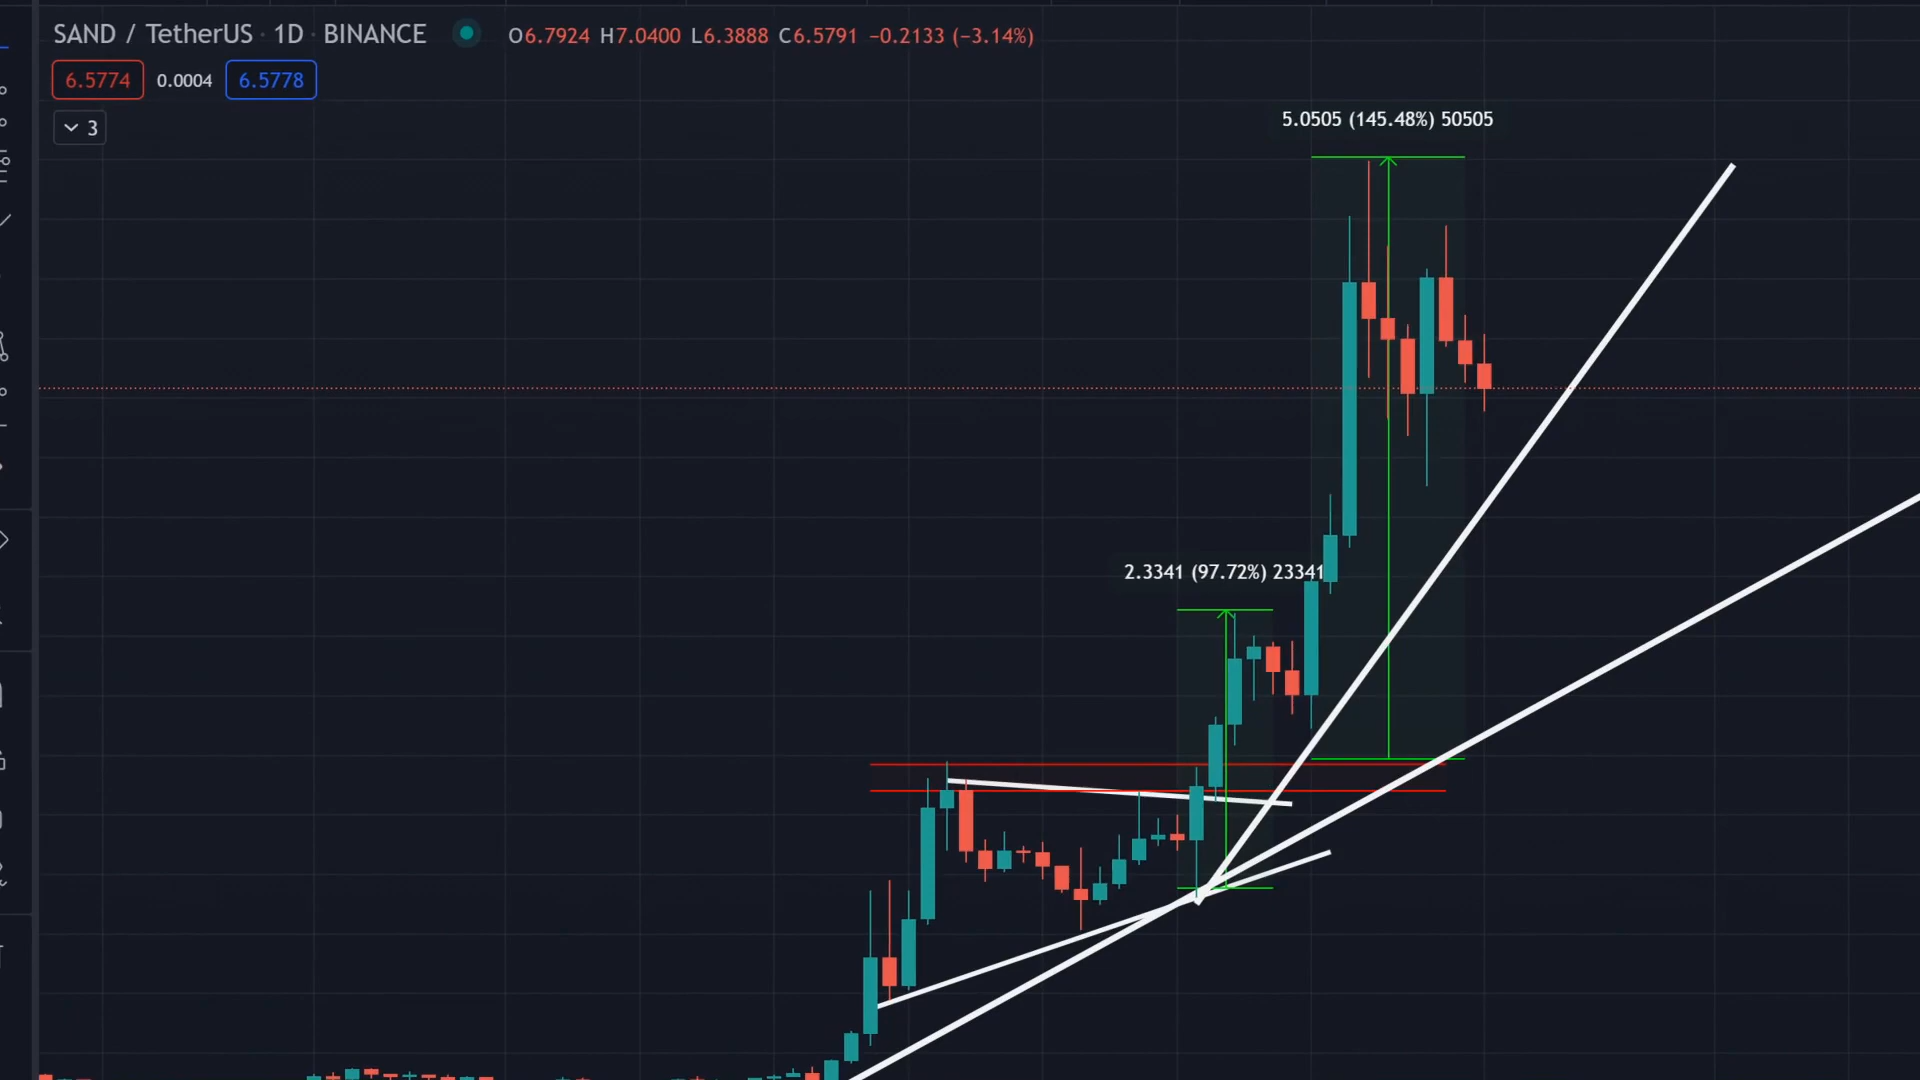 SAND / TetherUS · 1D · BINANCE O6.7924 H7.0400 L6.3888 C6.5791 −0.2133 (−3.14%)
6.5774 0.0004 6.5778
3
5.0505 (145.48%) 50505
2.3341 (97.72%) 23341